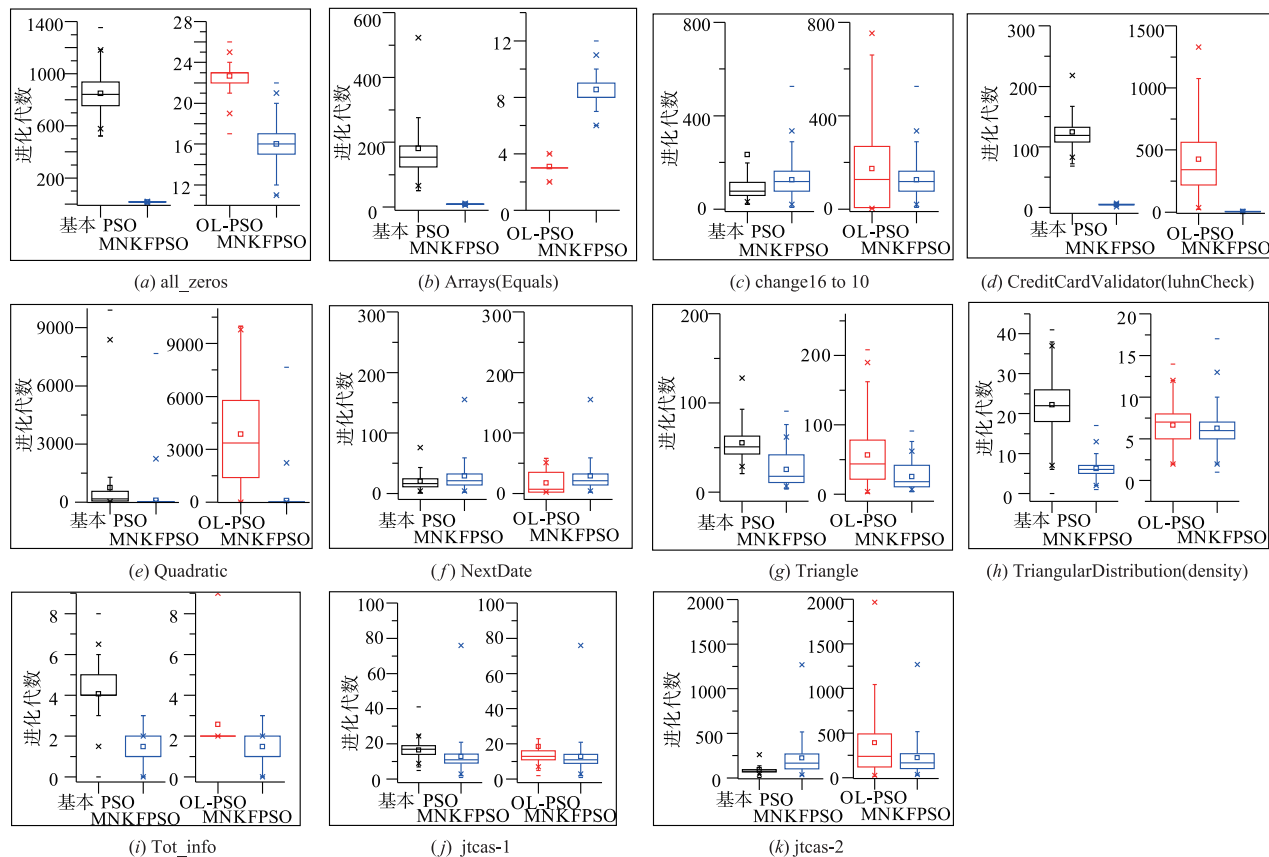 1400
1000
800
600
400
200
28
26
24
22
20
18
16
14
12
10
进化代数
基本 PSO
MNKFPSO
OL-PSO
MNKFPSO
(a) all_zeros
600
400
200
0
12
8
4
0
进化代数
基本 PSO
MNKFPSO
OL-PSO
MNKFPSO
(b) Arrays(Equals)
800
400
0
800
400
0
进化代数
基本 PSO
MNKFPSO
OL-PSO
MNKFPSO
(c) change16 to 10
300
200
100
0
1500
1000
500
0
进化代数
基本 PSO
MNKFPSO
OL-PSO
MNKFPSO
(d) CreditCardValidator(luhnCheck)
9000
6000
3000
0
9000
6000
3000
0
进化代数
基本 PSO
MNKFPSO
OL-PSO
MNKFPSO
(e) Quadratic
300
200
100
0
300
200
100
0
进化代数
基本 PSO
MNKFPSO
OL-PSO
MNKFPSO
(f) NextDate
200
100
0
200
100
0
进化代数
基本 PSO
MNKFPSO
OL-PSO
MNKFPSO
(g) Triangle
40
30
20
10
0
20
15
10
5
0
进化代数
基本 PSO
MNKFPSO
OL-PSO
MNKFPSO
(h) TriangularDistribution(density)
8
6
4
2
0
8
6
4
2
0
进化代数
基本 PSO
MNKFPSO
OL-PSO
MNKFPSO
(i) Tot_info
100
80
60
40
20
0
100
80
60
40
20
0
进化代数
基本 PSO
MNKFPSO
OL-PSO
MNKFPSO
(j) jtcas-1
2000
1500
1000
500
0
2000
1500
1000
500
0
进化代数
基本 PSO
MNKFPSO
OL-PSO
MNKFPSO
(k) jtcas-2